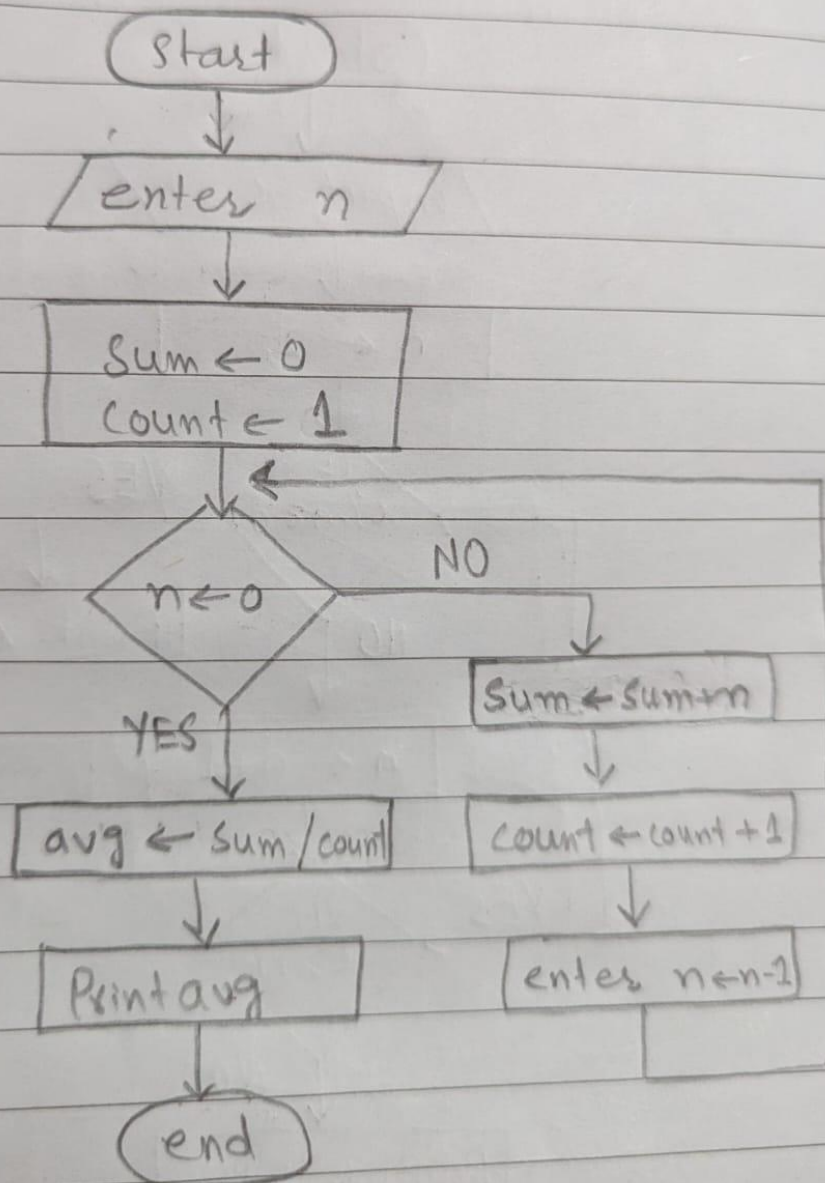 Start
enter n
Sum ← 0
Count ← 1
n ← 0
NO
YES
Sum ← sum+n
avg ← sum / count
count ← count + 1
Print avg
enter n ← n-1
end